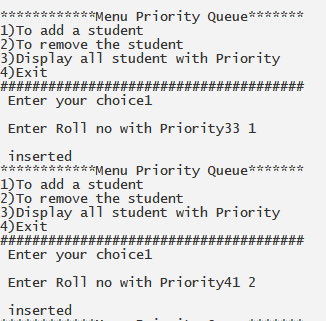 ************Menu Priority Queue*******
1)To add a student
2)To remove the student
3)Display all student with Priority
4)Exit
######################################
Enter your choice1
Enter Roll no with Priority33 1
inserted
************Menu Priority Queue*******
1)To add a student
2)To remove the student
3)Display all student with Priority
4)Exit
######################################
Enter your choice1
Enter Roll no with Priority41 2
inserted
************Menu Priority Queue*******